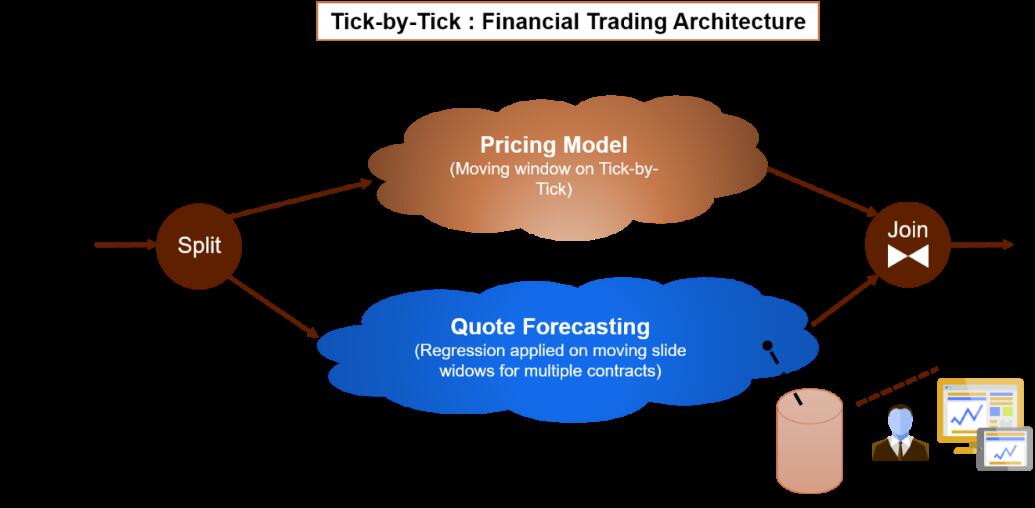 Tick-by-Tick : Financial Trading Architecture
Pricing Model
(Moving window on Tick-by-
Tick)
Split
Join
Quote Forecasting
(Regression applied on moving slide
widows for multiple contracts)